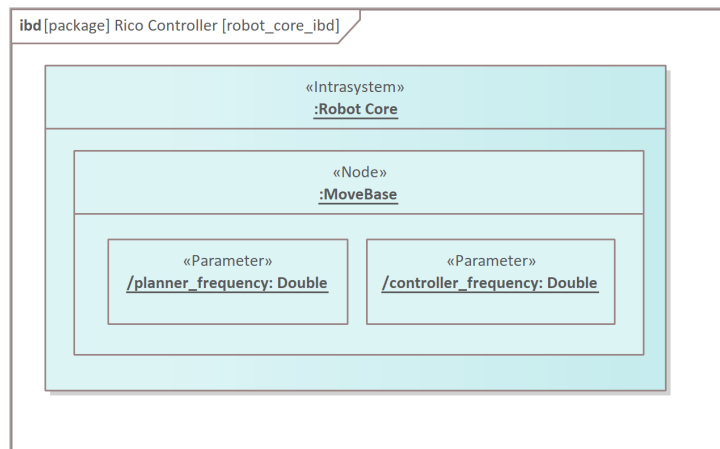 ibd [package] Rico Controller [robot_core_ibd]
«Intrasystem»
:Robot Core
«Node»
:MoveBase
«Parameter» «Parameter»
/planner_frequency: Double /controller_frequency: Double